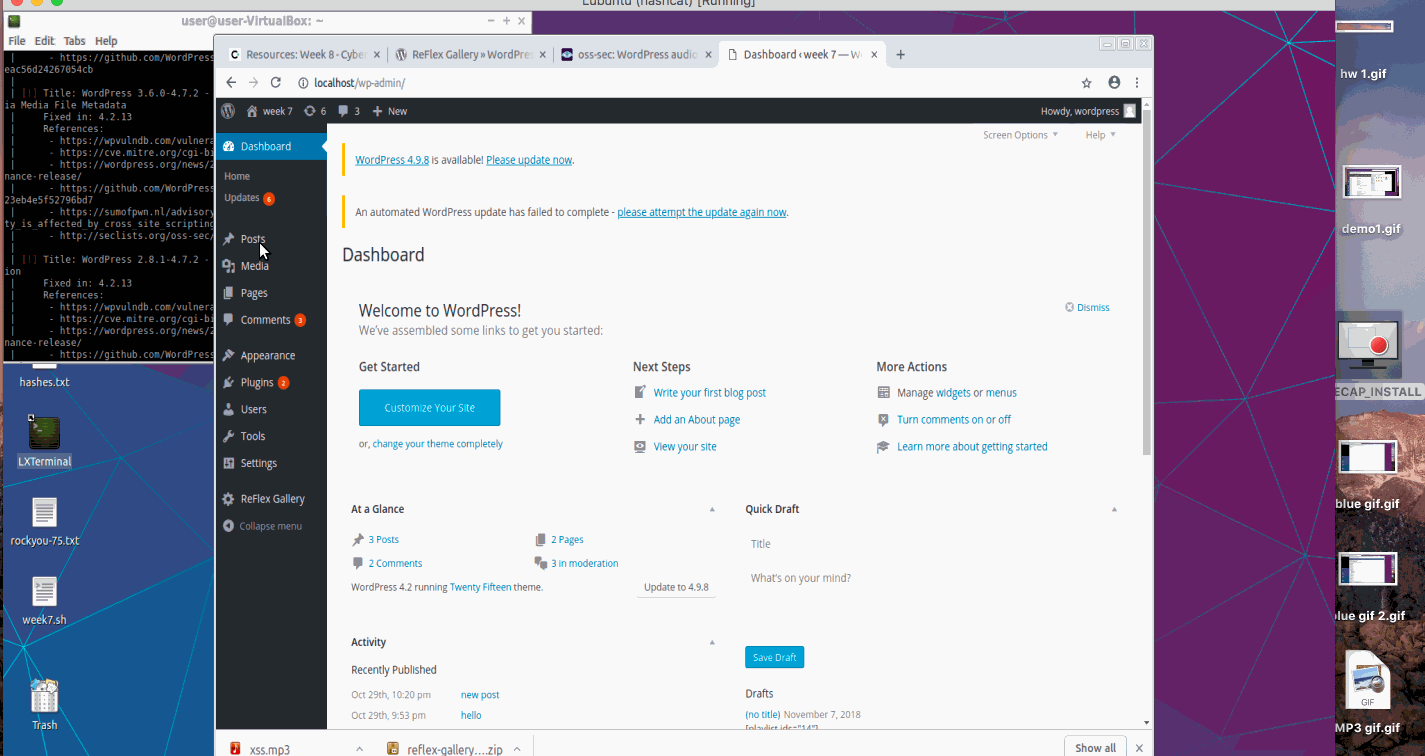 Lubuntu (hashcat) [Running]
user@user-VirtualBox: ~
File Edit Tabs Help
| - https://github.com/WordPress
eac56d24267054cb
|
| [!] Title: WordPress 3.6.0-4.7.2 -
ia Media File Metadata
| Fixed in: 4.2.13
| References:
| - https://wpvulndb.com/vulnera
| - https://cve.mitre.org/cgi-bi
| - https://wordpress.org/news/2
nance-release/
| - https://github.com/WordPress
23eb4e5f52796bd7
| - https://sumofpwn.nl/advisory
ty_is_affected_by_cross_site_scripting
| - http://seclists.org/oss-sec/
|
| [!] Title: WordPress 2.8.1-4.7.2 -
ion
| Fixed in: 4.2.13
| References:
| - https://wpvulndb.com/vulnera
| - https://cve.mitre.org/cgi-bi
| - https://wordpress.org/news/2
nance-release/
| - https://github.com/WordPress
hashes.txt
LXTerminal
rockyou-75.txt
week7.sh
Trash
Resources: Week 8 - Cyber
ReFlex Gallery » WordPres
oss-sec: WordPress audio
Dashboard ‹ week 7 — W
localhost/wp-admin/
week 7 6 3 New
Howdy, wordpress
Dashboard
Home
Updates 6
Posts
Media
Pages
Comments 3
Appearance
Plugins 2
Users
Tools
Settings
ReFlex Gallery
Collapse menu
Screen Options Help
WordPress 4.9.8 is available! Please update now.
An automated WordPress update has failed to complete - please attempt the update again now.
Dashboard
Welcome to WordPress!
Dismiss
We've assembled some links to get you started:
Get Started
Customize Your Site
or, change your theme completely
Next Steps
Write your first blog post
Add an About page
View your site
More Actions
Manage widgets or menus
Turn comments on or off
Learn more about getting started
At a Glance
3 Posts
2 Pages
2 Comments
3 in moderation
WordPress 4.2 running Twenty Fifteen theme.
Update to 4.9.8
Activity
Recently Published
Oct 29th, 10:20 pm new post
Oct 29th, 9:53 pm hello
Quick Draft
Title
What's on your mind?
Save Draft
Drafts
(no title) November 7, 2018
[playlist ids="14"]
xss.mp3
reflex-gallery....zip
Show all
hw 1.gif
demo1.gif
ECAP_INSTALL
blue gif.gif
lue gif 2.gif
GIF
MP3 gif.gif